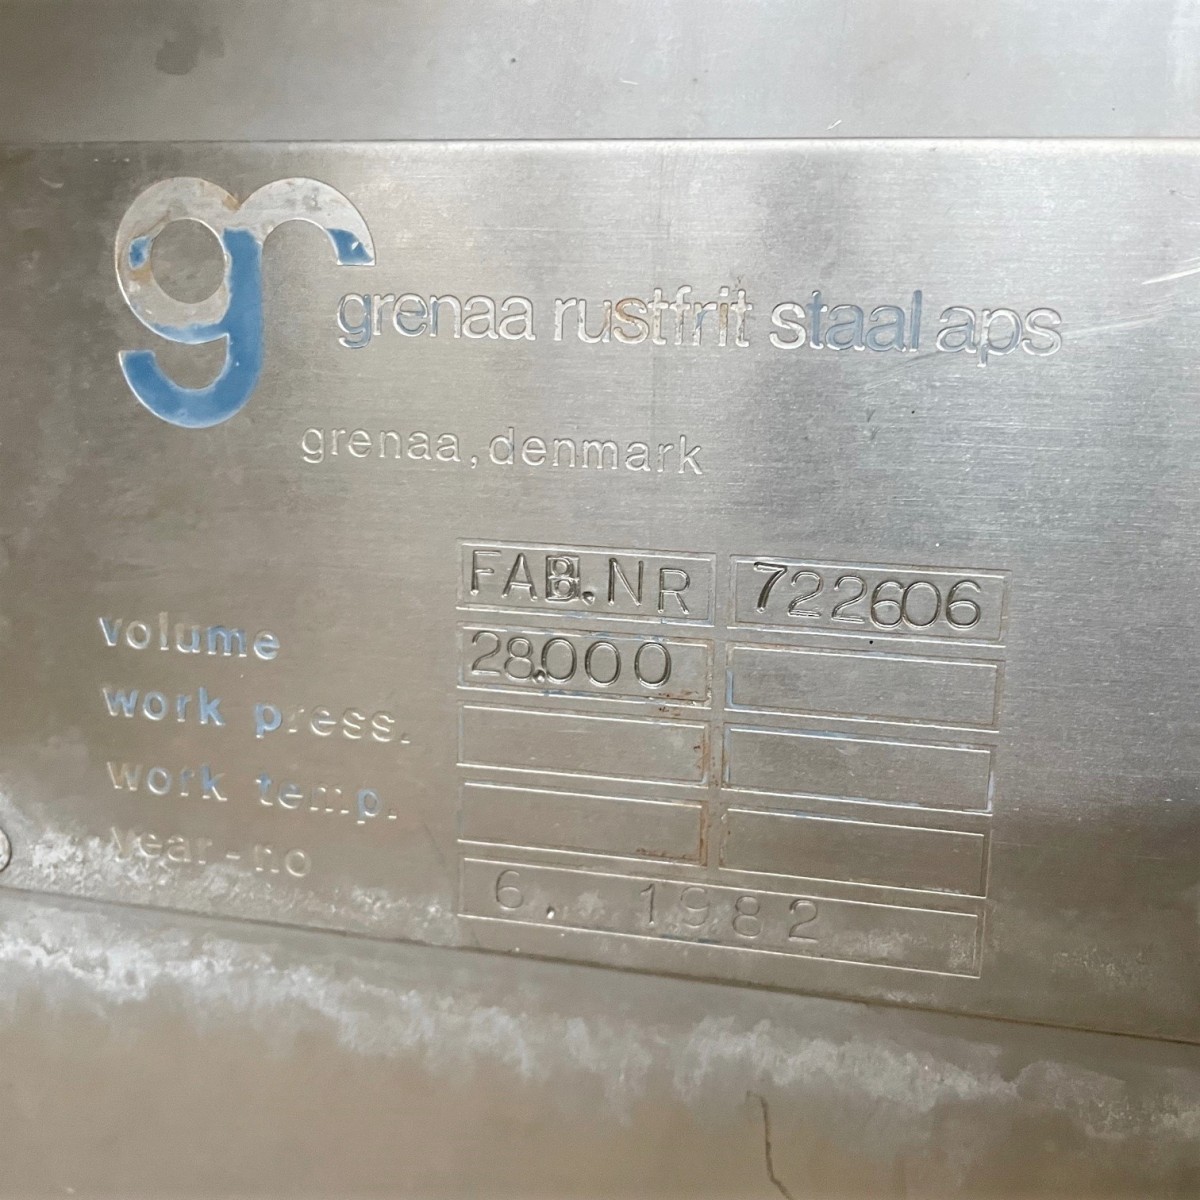 gr
grenaa rustfrit staal aps
grenaa, denmark
FAB.NR 722606
volume 28.000
work press.
work temp.
year-no 6. 1982